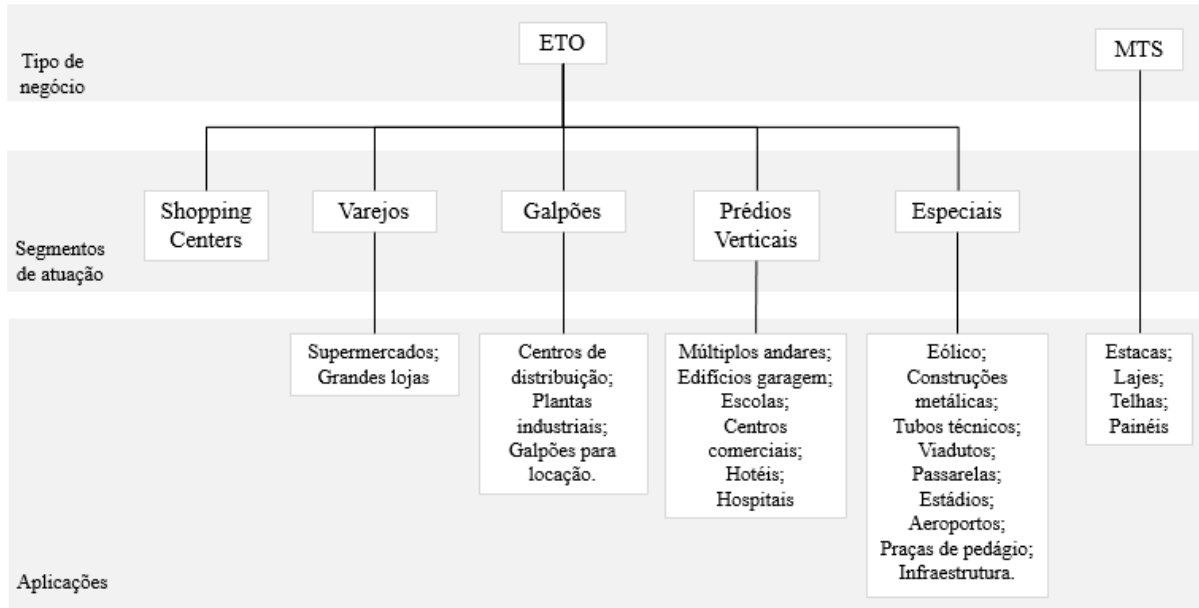 Tipo de
negócio
ETO
MTS
Segmentos
de atuação
Shopping
Centers
Varejos
Galpões
Prédios
Verticais
Especiais
Aplicações
Supermercados;
Grandes lojas
Centros de
distribuição;
Plantas
industriais;
Galpões para
locação.
Múltiplos andares;
Edifícios garagem;
Escolas;
Centros
comerciais;
Hotéis;
Hospitais
Eólico;
Construções
metálicas;
Tubos técnicos;
Viadutos;
Passarelas;
Estádios;
Aeroportos;
Praças de pedágio;
Infraestrutura.
Estacas;
Lajes;
Telhas;
Painéis